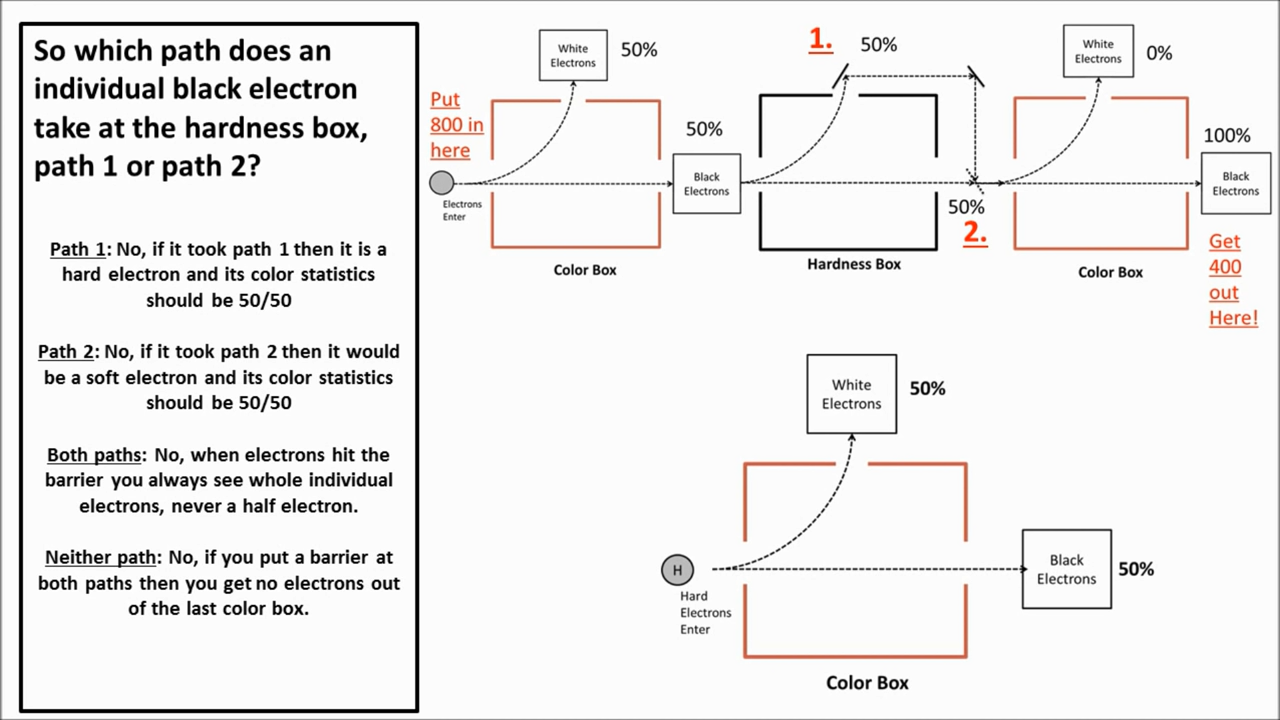 So which path does an
individual black electron
take at the hardness box,
path 1 or path 2?
Path 1: No, if it took path 1 then it is a
hard electron and its color statistics
should be 50/50
Path 2: No, if it took path 2 then it would
be a soft electron and its color statistics
should be 50/50
Both paths: No, when electrons hit the
barrier you always see whole individual
electrons, never a half electron.
Neither path: No, if you put a barrier at
both paths then you get no electrons out
of the last color box.
Put
800 in
here
Electrons
Enter
White
Electrons
50%
50%
Black
Electrons
Color Box
1.
50%
50%
2.
Hardness Box
White
Electrons
0%
100%
Black
Electrons
Color Box
Get
400
out
Here!
White
Electrons
50%
H
Hard
Electrons
Enter
Black
Electrons
50%
Color Box